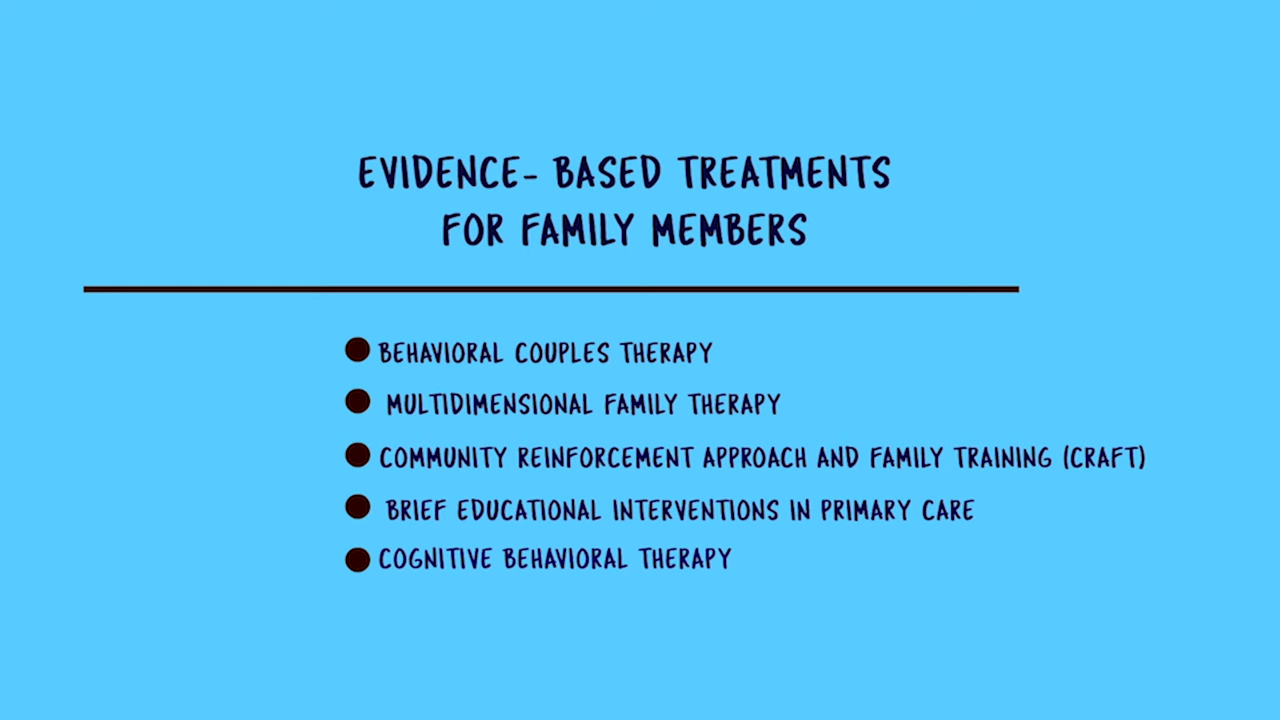 EVIDENCE- BASED TREATMENTS
FOR FAMILY MEMBERS
BEHAVIORAL COUPLES THERAPY
MULTIDIMENSIONAL FAMILY THERAPY
COMMUNITY REINFORCEMENT APPROACH AND FAMILY TRAINING (CRAFT)
BRIEF EDUCATIONAL INTERVENTIONS IN PRIMARY CARE
COGNITIVE BEHAVIORAL THERAPY